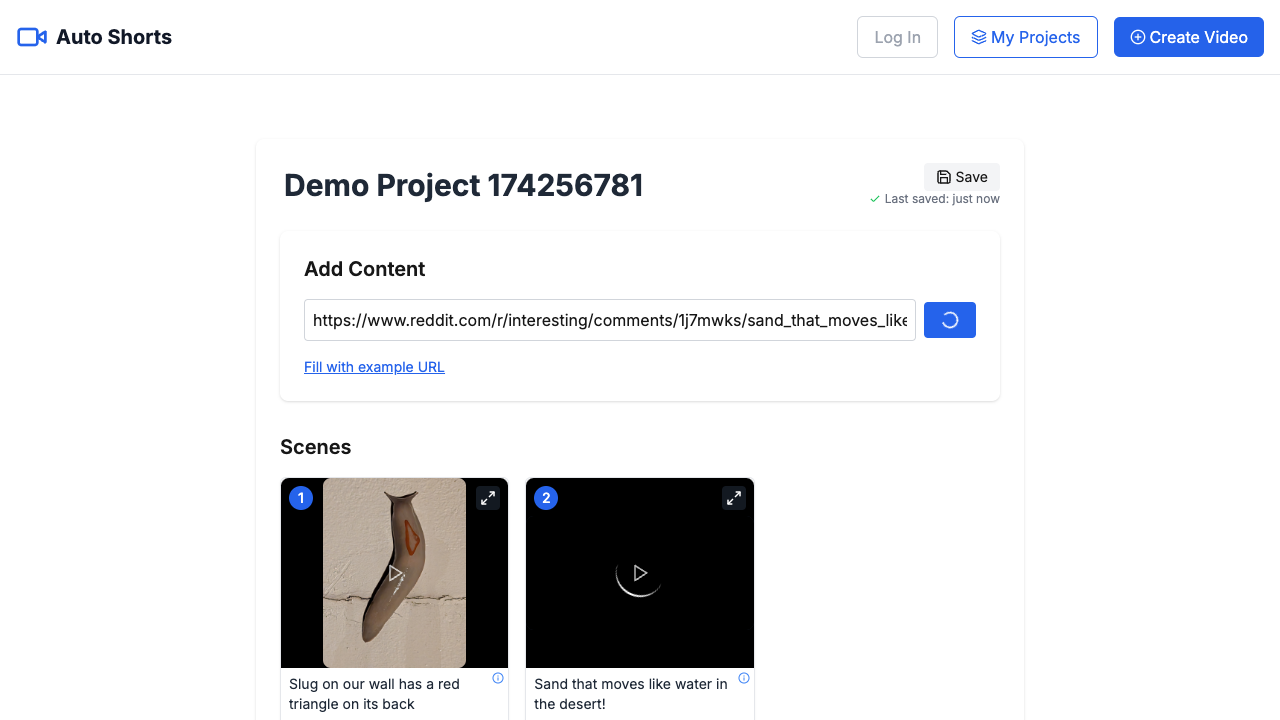 Auto Shorts
Log In
My Projects
Create Video
Demo Project 174256781
Save
Last saved: just now
Add Content
https://www.reddit.com/r/interesting/comments/1j7mwks/sand_that_moves_like
Fill with example URL
Scenes
1
2
Slug on our wall has a red
triangle on its back
Sand that moves like water in
the desert!